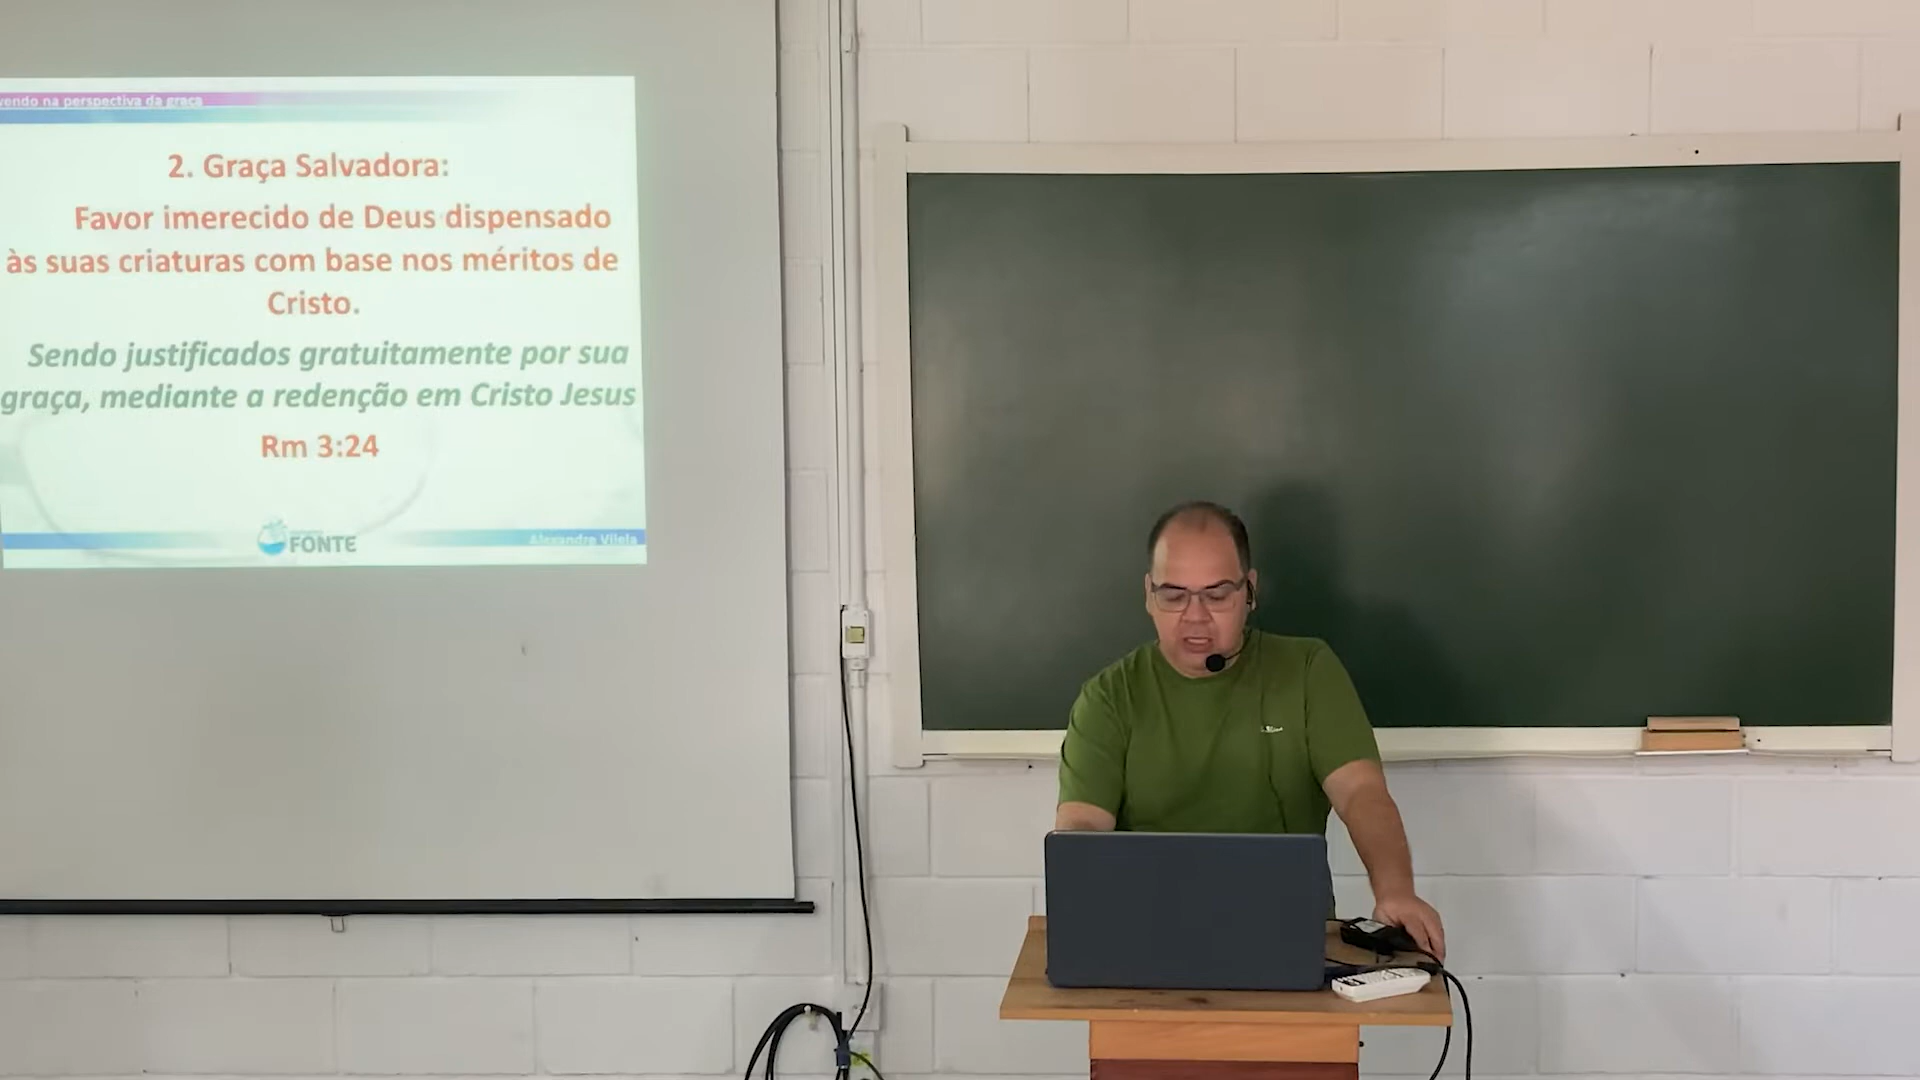 vendo na perspectiva da graça
2. Graça Salvadora:
Favor imerecido de Deus dispensado
às suas criaturas com base nos méritos de
Cristo.
Sendo justificados gratuitamente por sua
graça, mediante a redenção em Cristo Jesus
Rm 3:24
FONTE
Alexandre Vilela